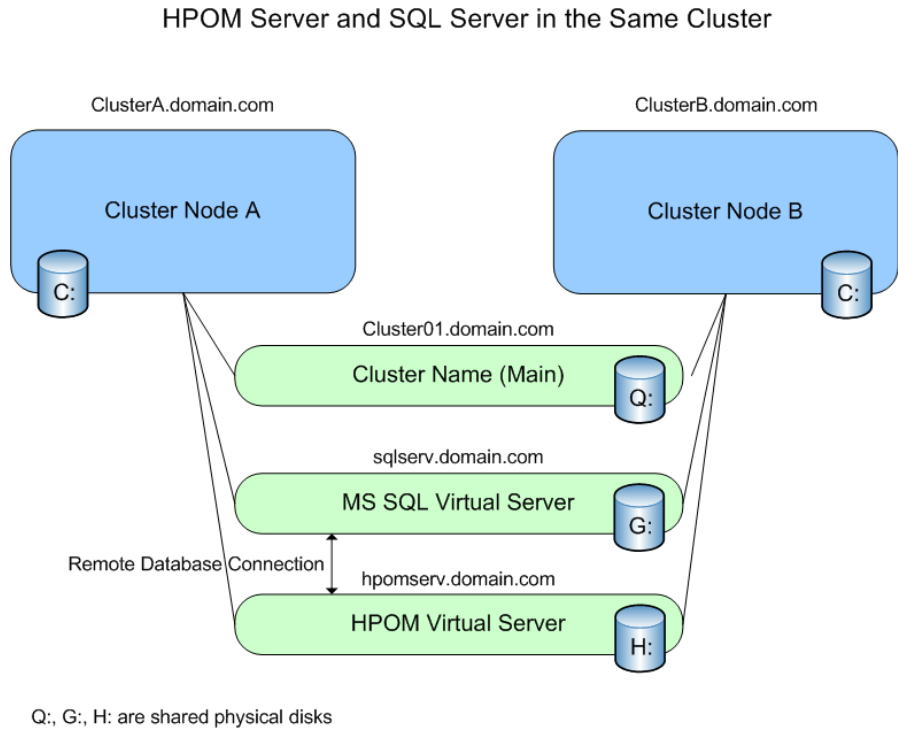 HPOM Server and SQL Server in the Same Cluster
ClusterA.domain.com
ClusterB.domain.com
Cluster Node A
Cluster Node B
C:
C:
Cluster01.domain.com
Cluster Name (Main)
Q:
sqlserv.domain.com
MS SQL Virtual Server
G:
Remote Database Connection
hpomserv.domain.com
HPOM Virtual Server
H:
Q:, G:, H: are shared physical disks